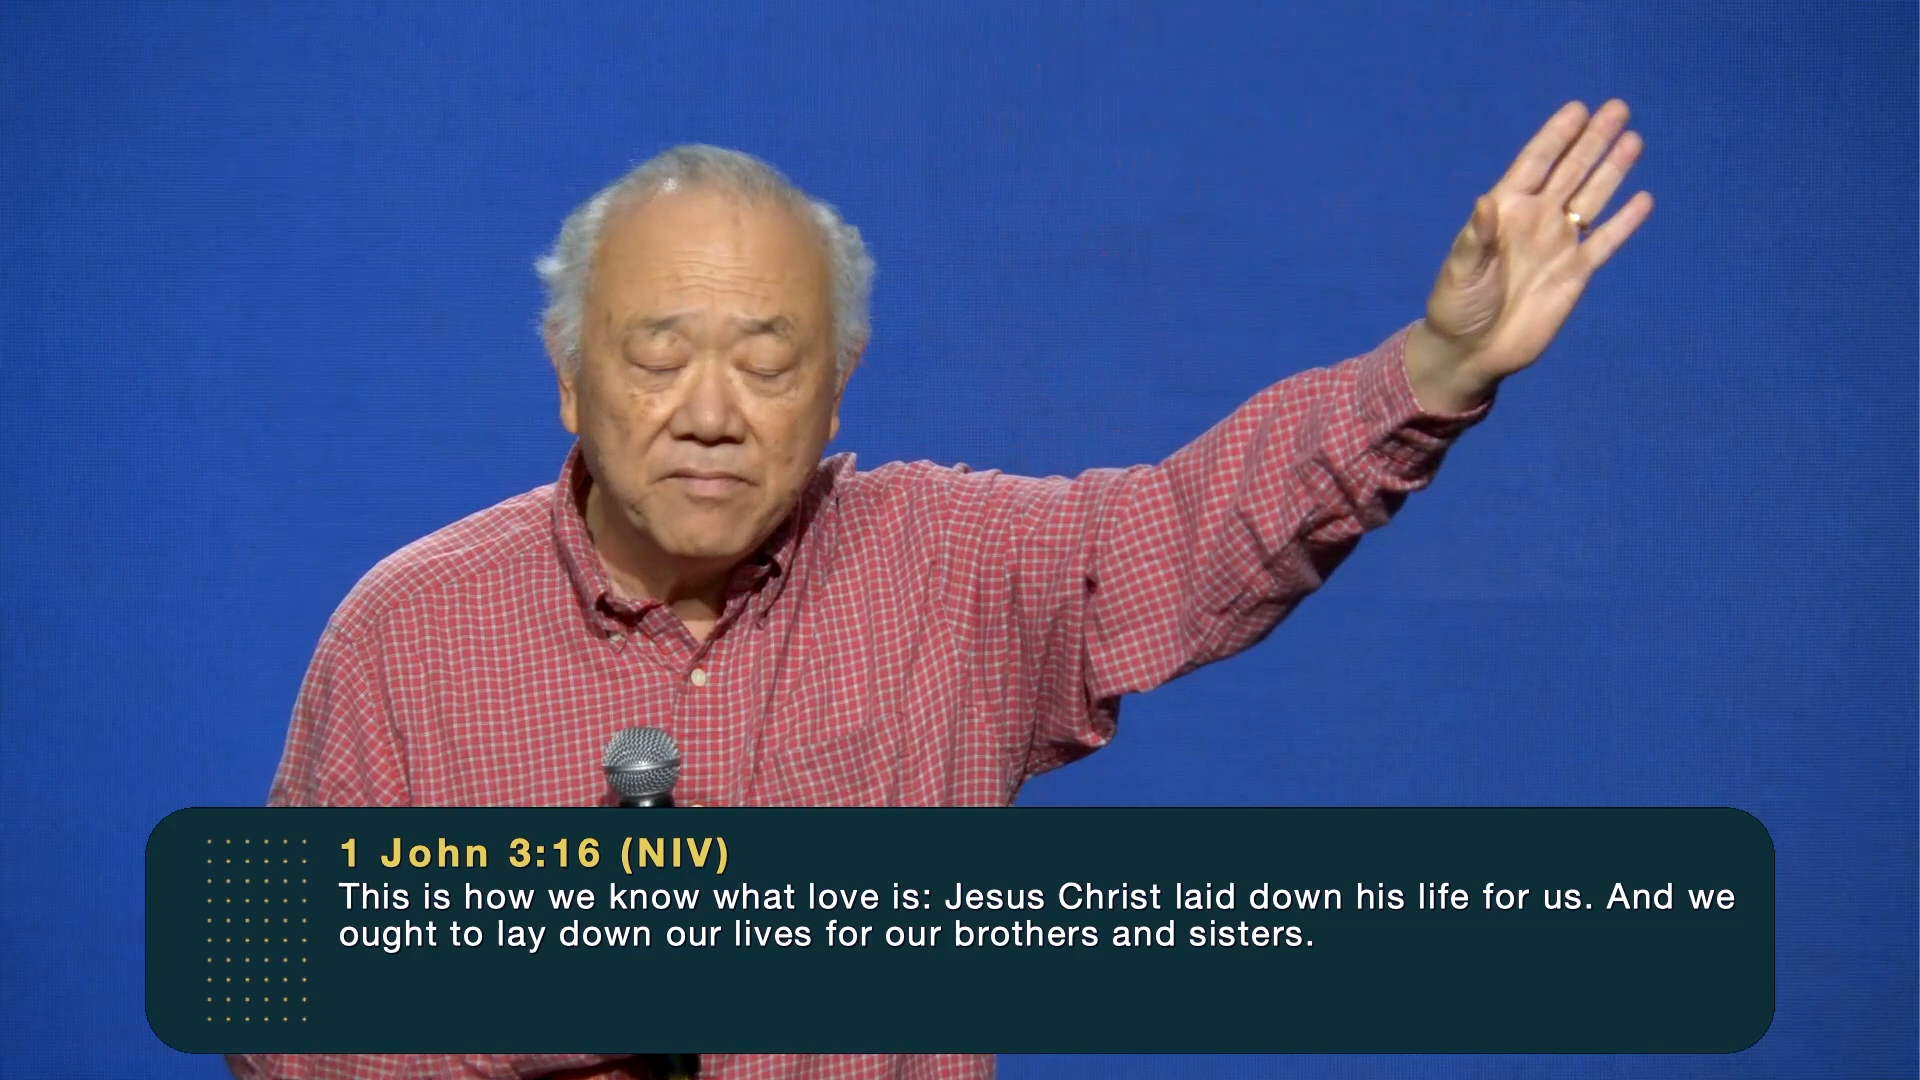 1 John 3:16 (NIV)
This is how we know what love is: Jesus Christ laid down his life for us. And we
ought to lay down our lives for our brothers and sisters.